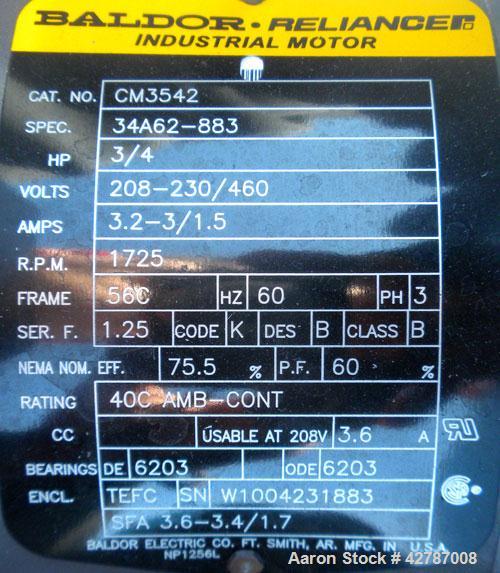 BALDOR • RELIANCER
INDUSTRIAL MOTOR
CAT. NO. CM3542
SPEC. 34A62-883
HP 3/4
VOLTS 208-230/460
AMPS 3.2-3/1.5
R.P.M. 1725
FRAME 56C HZ 60 PH 3
SER. F. 1.25 CODE K DES B CLASS B
NEMA NOM. EFF. 75.5 % P.F. 60 %
RATING 40C AMB-CONT
CC USABLE AT 208V 3.6 A
BEARINGS DE 6203 ODE 6203
ENCL. TEFC SN W1004231883
SFA 3.6-3.4/1.7
BALDOR ELECTRIC CO. FT. SMITH, AR. MFG. IN U.S.A.
NP1256L
Aaron Stock # 42787008